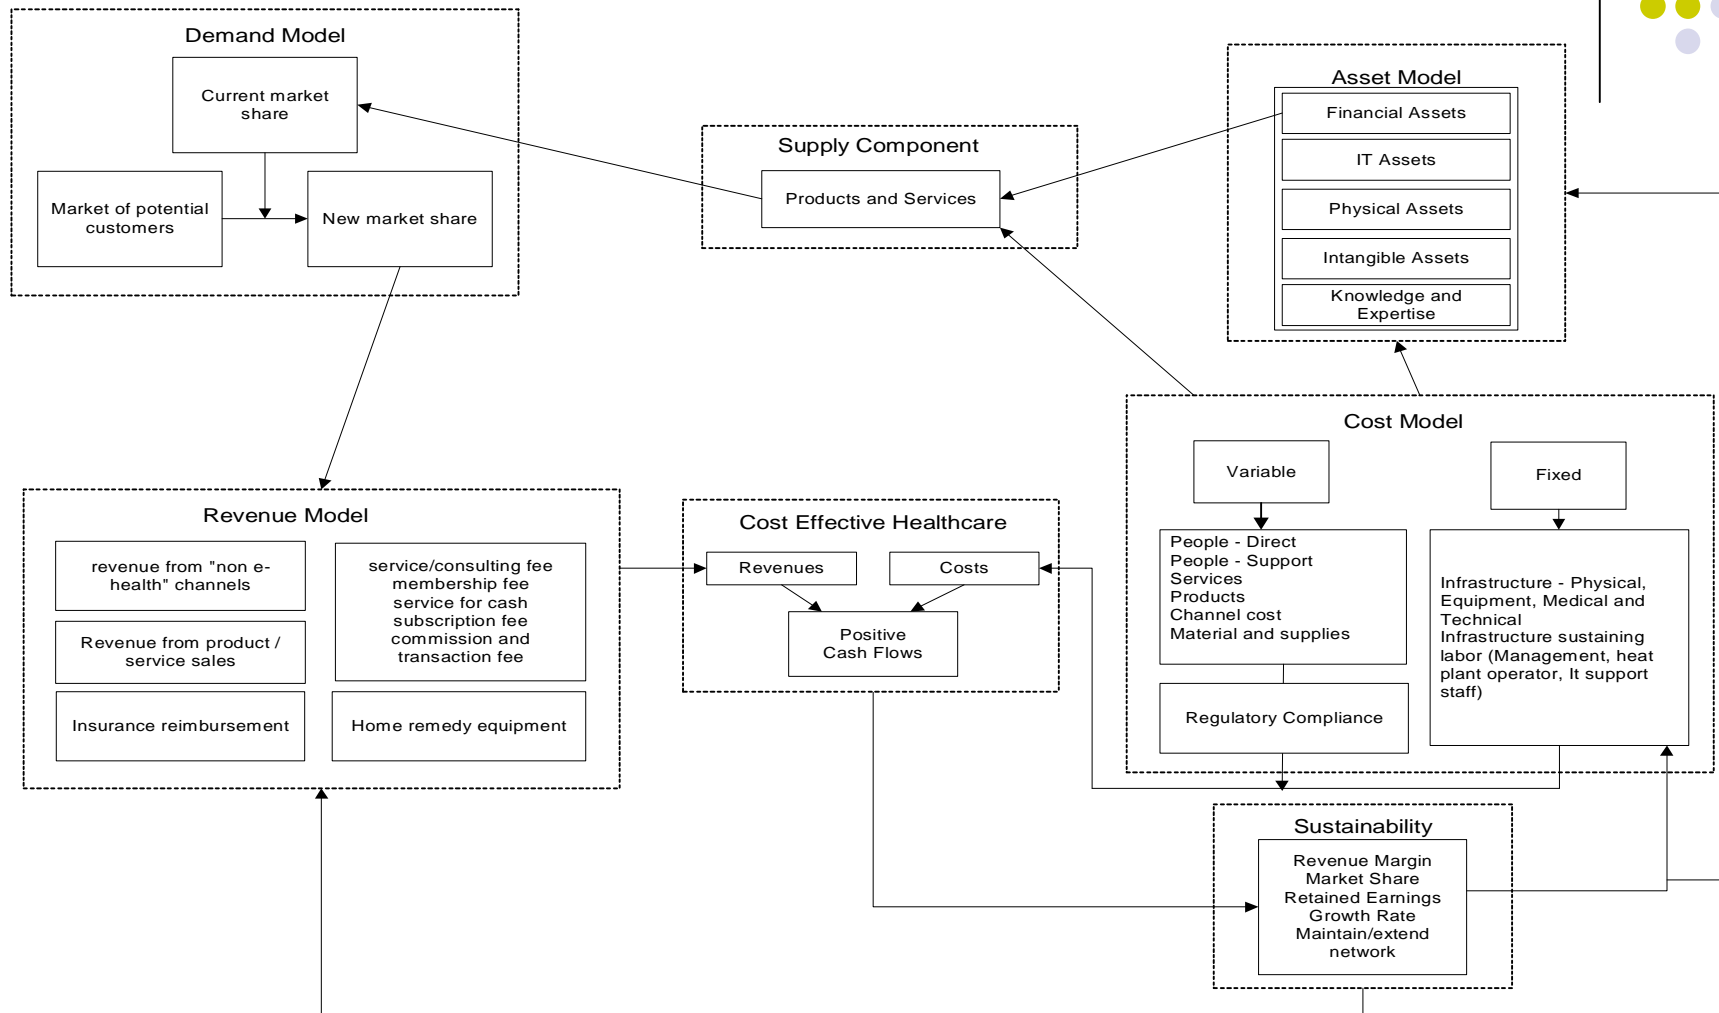 Demand Model
Current market
share
Market of potential
customers
New market share
Supply Component
Products and Services
Asset Model
Financial Assets
IT Assets
Physical Assets
Intangible Assets
Knowledge and
Expertise
Revenue Model
revenue from "non e-
health" channels
Revenue from product /
service sales
Insurance reimbursement
service/consulting fee
membership fee
service for cash
subscription fee
commission and
transaction fee
Home remedy equipment
Cost Effective Healthcare
Revenues
Costs
Positive
Cash Flows
Cost Model
Variable
People - Direct
People - Support
Services
Products
Channel cost
Material and supplies
Regulatory Compliance
Fixed
Infrastructure - Physical,
Equipment, Medical and
Technical
Infrastructure sustaining
labor (Management, heat
plant operator, It support
staff)
Sustainability
Revenue Margin
Market Share
Retained Earnings
Growth Rate
Maintain/extend
network